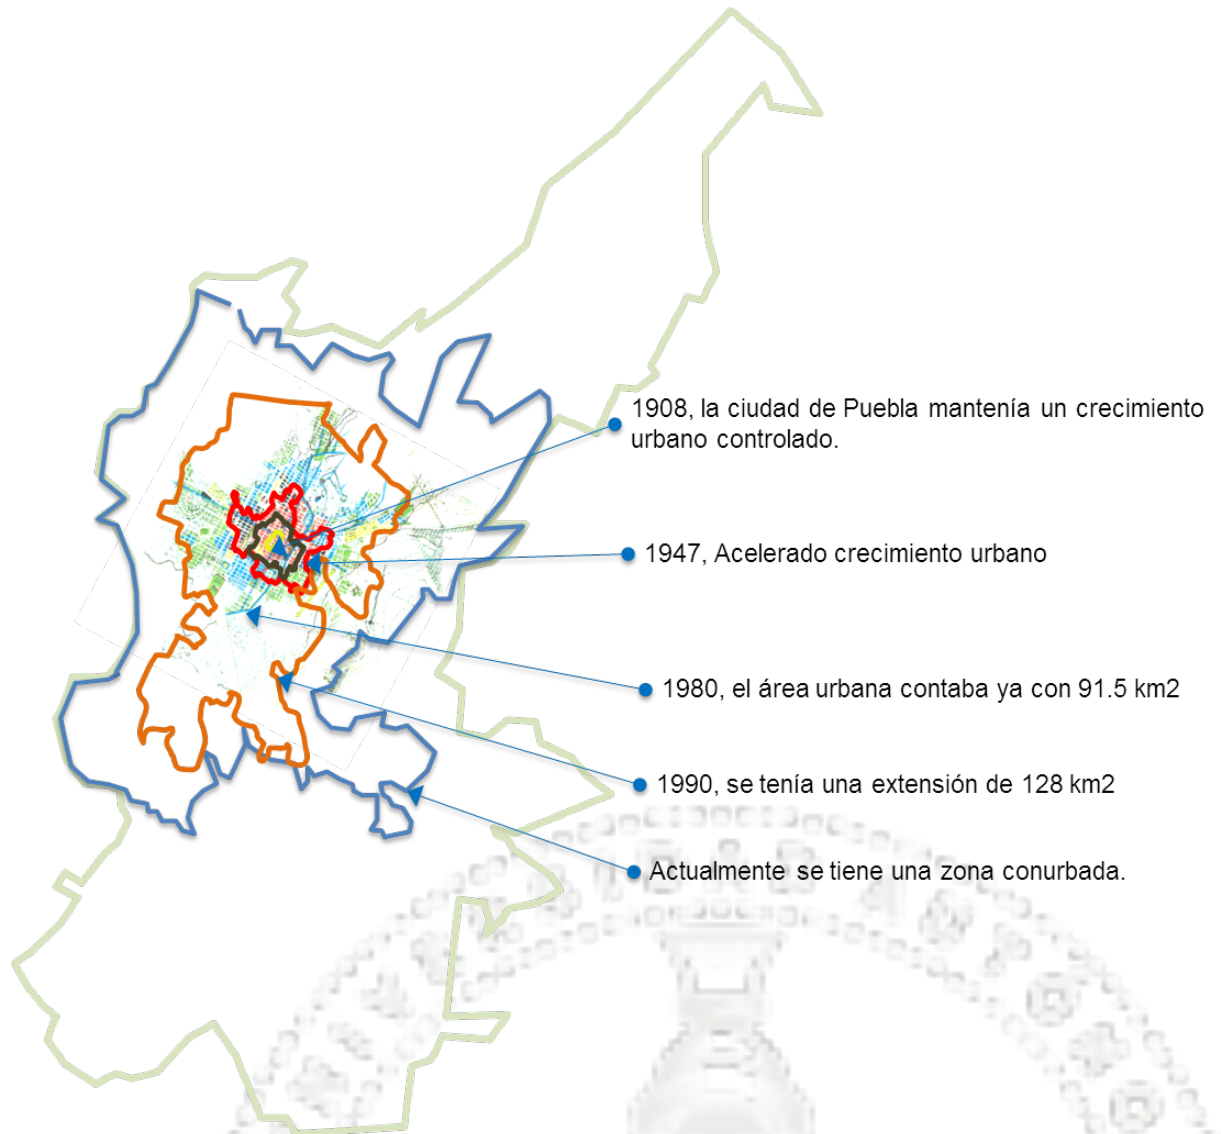 1908, la ciudad de Puebla mantenía un crecimiento
urbano controlado.
1947, Acelerado crecimiento urbano
1980, el área urbana contaba ya con 91.5 km2
1990, se tenía una extensión de 128 km2
Actualmente se tiene una zona conurbada.